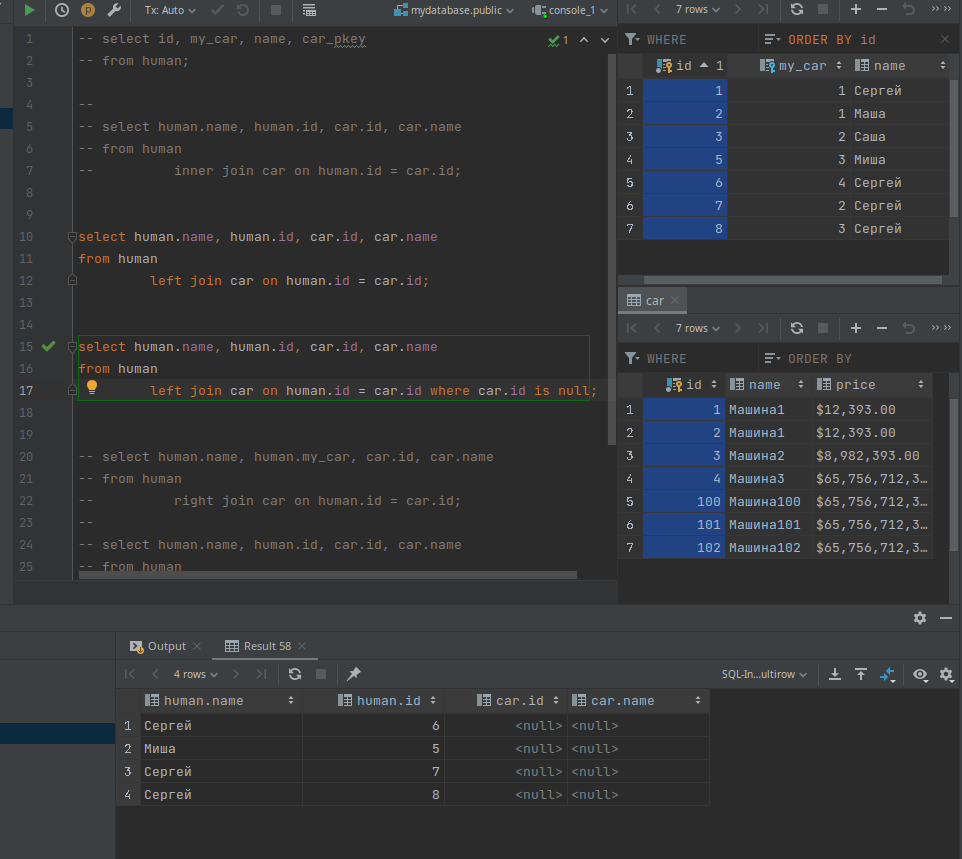 Tx: Auto
mydatabase.public
console_1
1 -- select id, my_car, name, car_pkey
2 -- from human;
3
4 --
5 -- select human.name, human.id, car.id, car.name
6 -- from human
7 --          inner join car on human.id = car.id;
8
9
10 select human.name, human.id, car.id, car.name
11 from human
12          left join car on human.id = car.id;
13
14
15 select human.name, human.id, car.id, car.name
16 from human
17          left join car on human.id = car.id where car.id is null;
18
19
20 -- select human.name, human.my_car, car.id, car.name
21 -- from human
22 --          right join car on human.id = car.id;
23 --
24 -- select human.name, human.id, car.id, car.name
25 -- from human
1
7 rows
WHERE ORDER BY id
id 1 my_car name
1 1 1 Сергей
2 2 1 Маша
3 3 2 Саша
4 5 3 Миша
5 6 4 Сергей
6 7 2 Сергей
7 8 3 Сергей
car
7 rows
WHERE ORDER BY
id name price
1 1 Машина1 $12,393.00
2 2 Машина1 $12,393.00
3 3 Машина2 $8,982,393.00
4 4 Машина3 $65,756,712,3…
5 100 Машина100 $65,756,712,3…
6 101 Машина101 $65,756,712,3…
7 102 Машина102 $65,756,712,3…
Output Result 58
4 rows SQL-In…ultirow
human.name human.id car.id car.name
1 Сергей 6 <null> <null>
2 Миша 5 <null> <null>
3 Сергей 7 <null> <null>
4 Сергей 8 <null> <null>